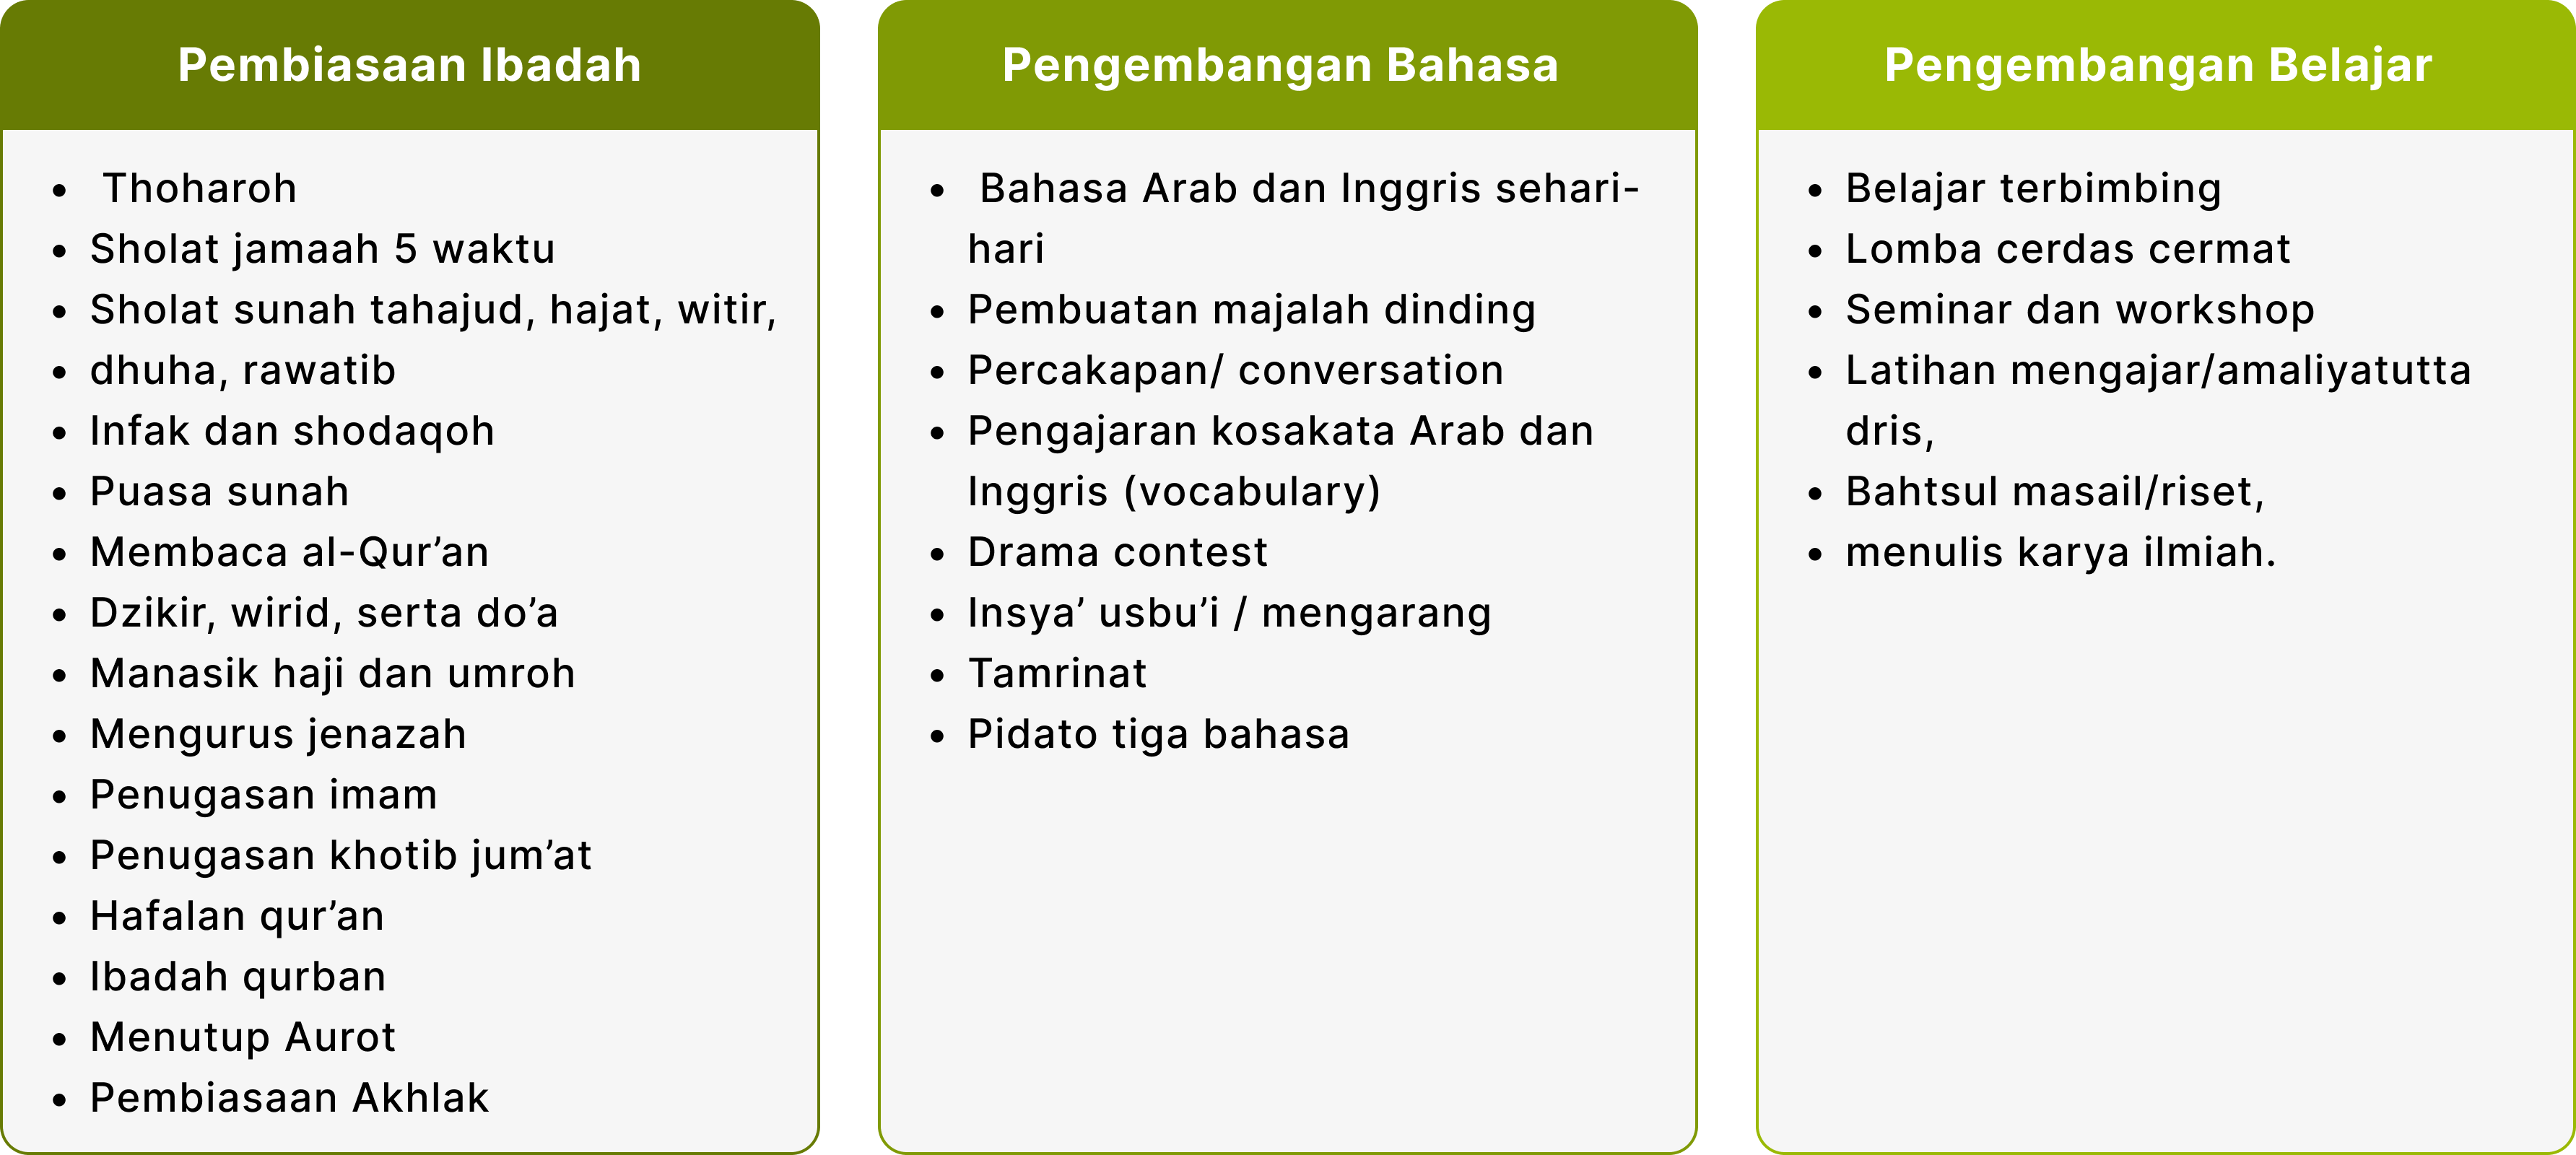 Pembiasaan Ibadah
• Thoharoh
• Sholat jamaah 5 waktu
• Sholat sunah tahajud, hajat, witir,
• dhuha, rawatib
• Infak dan shodaqoh
• Puasa sunah
• Membaca al-Qur’an
• Dzikir, wirid, serta do’a
• Manasik haji dan umroh
• Mengurus jenazah
• Penugasan imam
• Penugasan khotib jum’at
• Hafalan qur’an
• Ibadah qurban
• Menutup Aurot
• Pembiasaan Akhlak
Pengembangan Bahasa
• Bahasa Arab dan Inggris sehari-
hari
• Pembuatan majalah dinding
• Percakapan/ conversation
• Pengajaran kosakata Arab dan
Inggris (vocabulary)
• Drama contest
• Insya’ usbu’i / mengarang
• Tamrinat
• Pidato tiga bahasa
Pengembangan Belajar
• Belajar terbimbing
• Lomba cerdas cermat
• Seminar dan workshop
• Latihan mengajar/amaliyatutta
dris,
• Bahtsul masail/riset,
• menulis karya ilmiah.